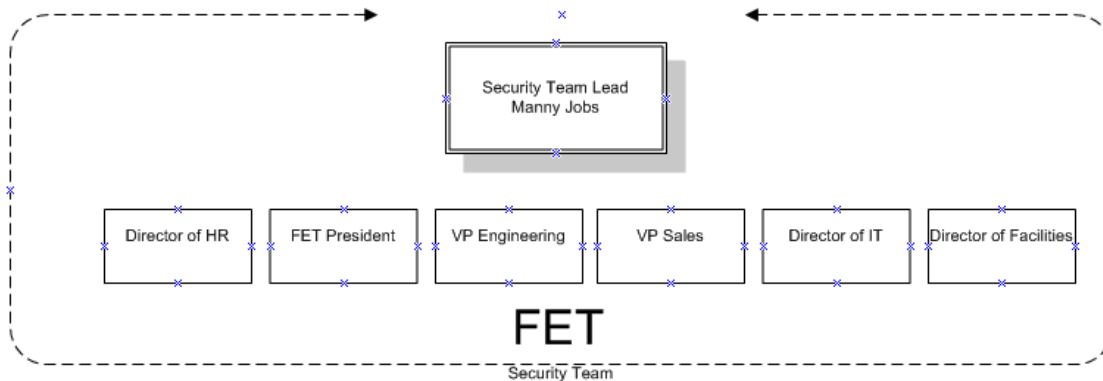 Security Team Lead
Manny Jobs
Director of HR
FET President
VP Engineering
VP Sales
Director of IT
Director of Facilities
FET
Security Team